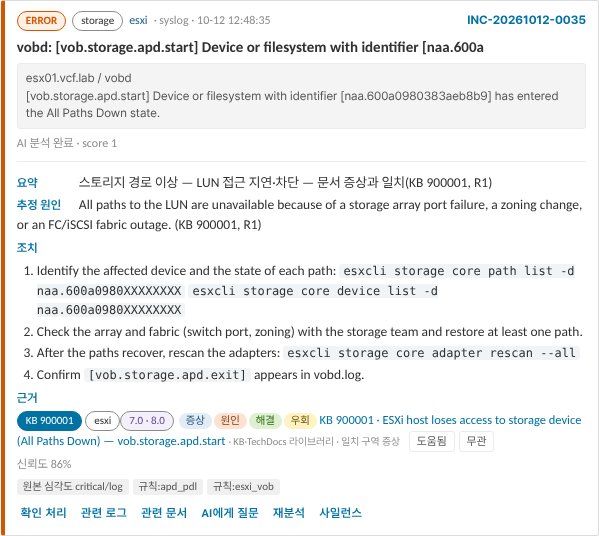 ERROR storage esxi · syslog · 10-12 12:48:35 INC-20261012-0035
vobd: [vob.storage.apd.start] Device or filesystem with identifier [naa.600a
esx01.vcf.lab / vobd
[vob.storage.apd.start] Device or filesystem with identifier [naa.600a0980383aeb8b9] has entered
the All Paths Down state.
AI 분석 완료 · score 1
요약 스토리지 경로 이상 — LUN 접근 지연·차단 — 문서 증상과 일치(KB 900001, R1)
추정 원인 All paths to the LUN are unavailable because of a storage array port failure, a zoning change,
or an FC/iSCSI fabric outage. (KB 900001, R1)
조치
1. Identify the affected device and the state of each path: esxcli storage core path list -d
naa.600a0980XXXXXXXX esxcli storage core device list -d
naa.600a0980XXXXXXXX
2. Check the array and fabric (switch port, zoning) with the storage team and restore at least one path.
3. After the paths recover, rescan the adapters: esxcli storage core adapter rescan --all
4. Confirm [vob.storage.apd.exit] appears in vobd.log.
근거
KB 900001 esxi 7.0 · 8.0 증상 원인 해결 우회 KB 900001 · ESXi host loses access to storage device
(All Paths Down) — vob.storage.apd.start · KB-TechDocs 라이브러리 · 일치 구역 증상 도움됨 무관
신뢰도 86%
원본 심각도 critical/log 규칙:apd_pdl 규칙:esxi_vob
확인 처리 관련 로그 관련 문서 AI에게 질문 재분석 사일런스